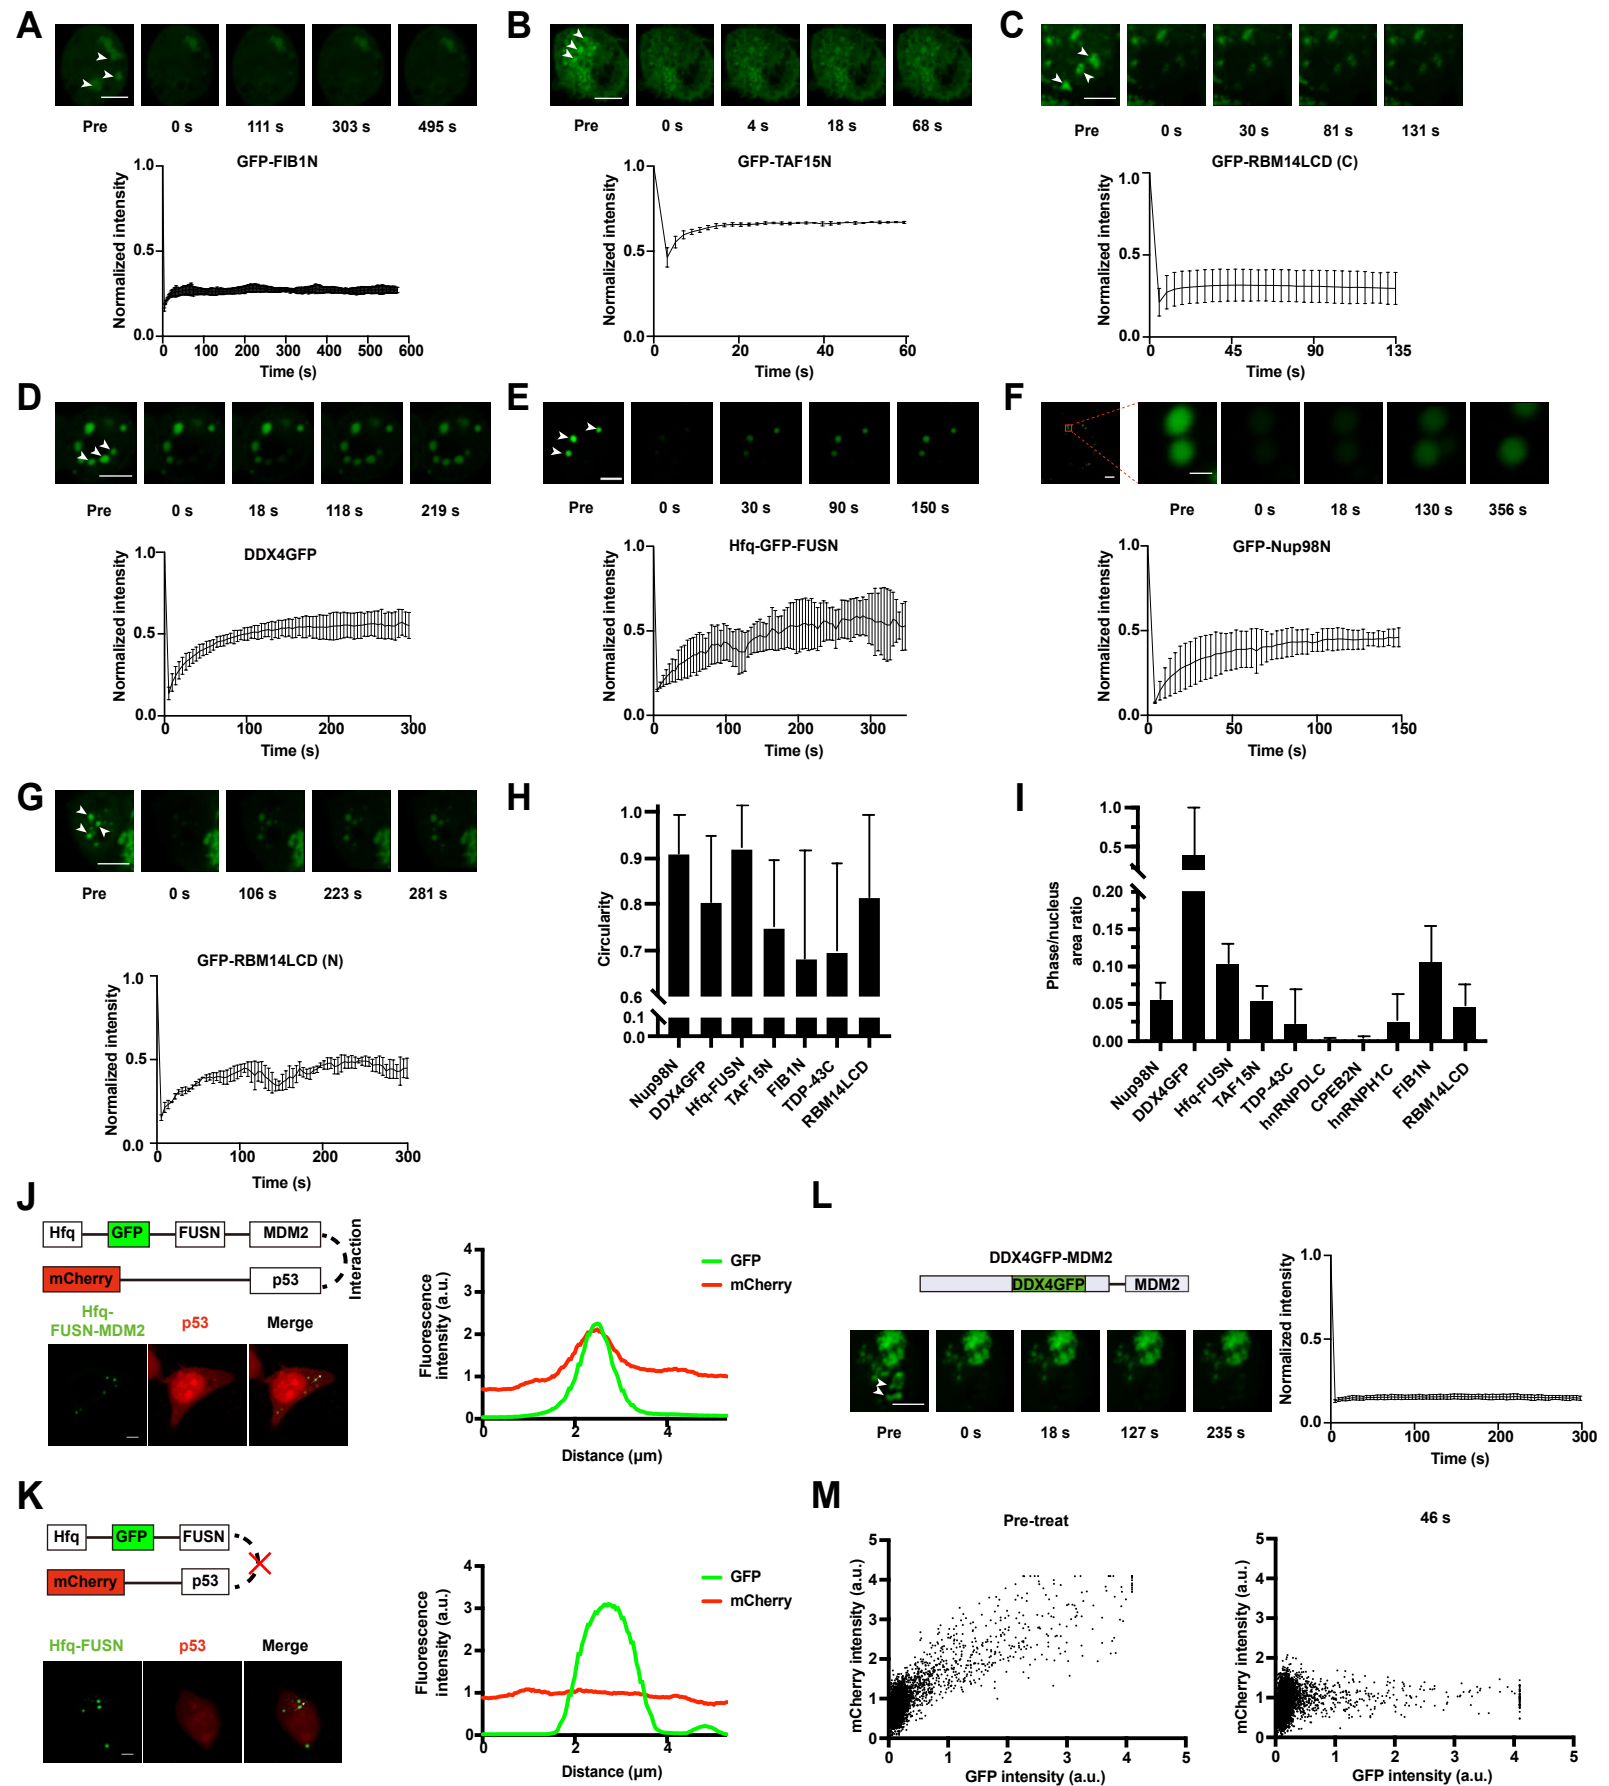 A
Pre
0 s
111 s
303 s
495 s
GFP-FIB1N
Normalized intensity
1.0
0.5
0.0
0 100 200 300 400 500 600
Time (s)
B
Pre
0 s
4 s
18 s
68 s
GFP-TAF15N
Normalized intensity
1.0
0.5
0.0
0 20 40 60
Time (s)
C
Pre
0 s
30 s
81 s
131 s
GFP-RBM14LCD (C)
Normalized intensity
1.0
0.5
0.0
0 45 90 135
Time (s)
D
Pre
0 s
18 s
118 s
219 s
DDX4GFP
Normalized intensity
1.0
0.5
0.0
0 100 200 300
Time (s)
E
Pre
0 s
30 s
90 s
150 s
Hfq-GFP-FUSN
Normalized intensity
1.0
0.5
0.0
0 100 200 300
Time (s)
F
Pre
0 s
18 s
130 s
356 s
GFP-Nup98N
Normalized intensity
1.0
0.5
0.0
0 50 100 150
Time (s)
G
Pre
0 s
106 s
223 s
281 s
GFP-RBM14LCD (N)
Normalized intensity
1.0
0.5
0.0
0 100 200 300
Time (s)
H
Circularity
1.0
0.9
0.8
0.7
0.6
0.1
0.0
Nup98N
DDX4GFP
Hfq-FUSN
TAF15N
FIB1N
TDP-43C
RBM14LCD
I
Phase/nucleus
area ratio
1.0
0.5
0.20
0.15
0.10
0.05
0.00
Nup98N
DDX4GFP
Hfq-FUSN
TAF15N
TDP-43C
hnRNPDLC
CPEB2N
hnRNPH1C
FIB1N
RBM14LCD
J
Hfq
GFP
FUSN
MDM2
mCherry
p53
Interaction
Hfq-
FUSN-MDM2
p53
Merge
Fluorescence
intensity (a.u.)
4
3
2
1
0
0 2 4
Distance (µm)
GFP
mCherry
L
DDX4GFP-MDM2
DDX4GFP
MDM2
Pre
0 s
18 s
127 s
235 s
Normalized intensity
1.0
0.5
0.0
0 100 200 300
Time (s)
K
Hfq
GFP
FUSN
mCherry
p53
Hfq-FUSN
p53
Merge
Fluorescence
intensity (a.u.)
4
3
2
1
0
0 2 4
Distance (µm)
GFP
mCherry
M
Pre-treat
mCherry intensity (a.u.)
5
4
3
2
1
0
0 1 2 3 4 5
GFP intensity (a.u.)
46 s
mCherry intensity (a.u.)
5
4
3
2
1
0
0 1 2 3 4 5
GFP intensity (a.u.)